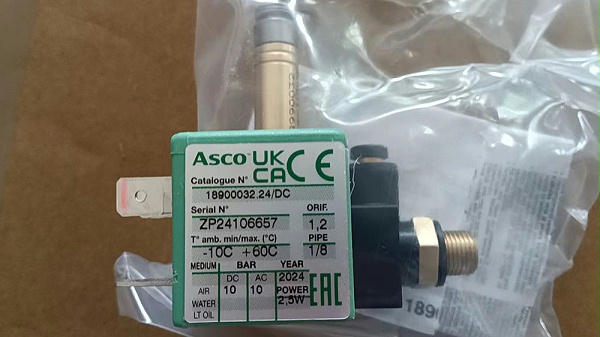 Asco UK CA CE
Catalogue N°
18900032.24/DC
Serial N° ORIF.
ZP24106657 1,2
T° amb. min/max. (°C) PIPE
-10C +60C 1/8
MEDIUM BAR YEAR
DC AC 2024
AIR 10 10 POWER
WATER 2,5W EAC
LT OIL
189